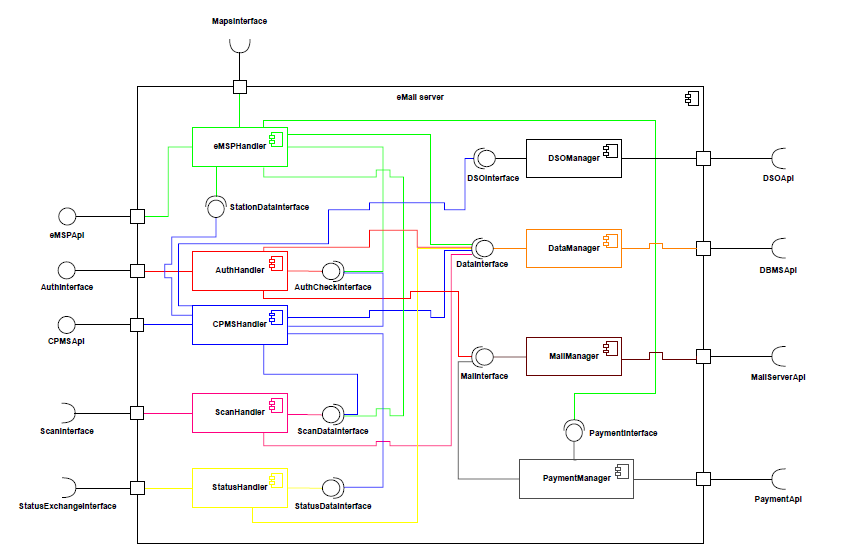 MapsInterface
eMall server
eMSPHandler
DSOManager
DSOInterface
DSOApI
StationDataInterface
eMSPApI
DataManager
DataInterface
DBMSApI
AuthHandler
AuthInterface
AuthCheckInterface
CPMSHandler
CPMSApI
MailManager
MailInterface
MailServerApI
ScanHandler
ScanInterface
ScanDataInterface
PaymentInterface
StatusHandler
StatusExchangeInterface
StatusDataInterface
PaymentManager
PaymentApI